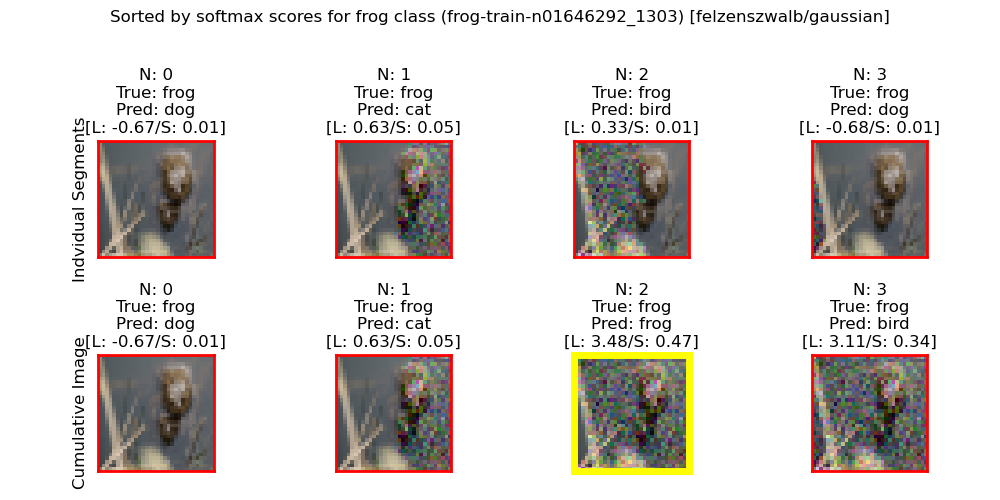 Sorted by softmax scores for frog class (frog-train-n01646292_1303) [felzenszwalb/gaussian]
Indvidual Segments
N: 0
True: frog
Pred: dog
[L: -0.67/S: 0.01]
N: 1
True: frog
Pred: cat
[L: 0.63/S: 0.05]
N: 2
True: frog
Pred: bird
[L: 0.33/S: 0.01]
N: 3
True: frog
Pred: dog
[L: -0.68/S: 0.01]
Cumulative Image
N: 0
True: frog
Pred: dog
[L: -0.67/S: 0.01]
N: 1
True: frog
Pred: cat
[L: 0.63/S: 0.05]
N: 2
True: frog
Pred: frog
[L: 3.48/S: 0.47]
N: 3
True: frog
Pred: bird
[L: 3.11/S: 0.34]